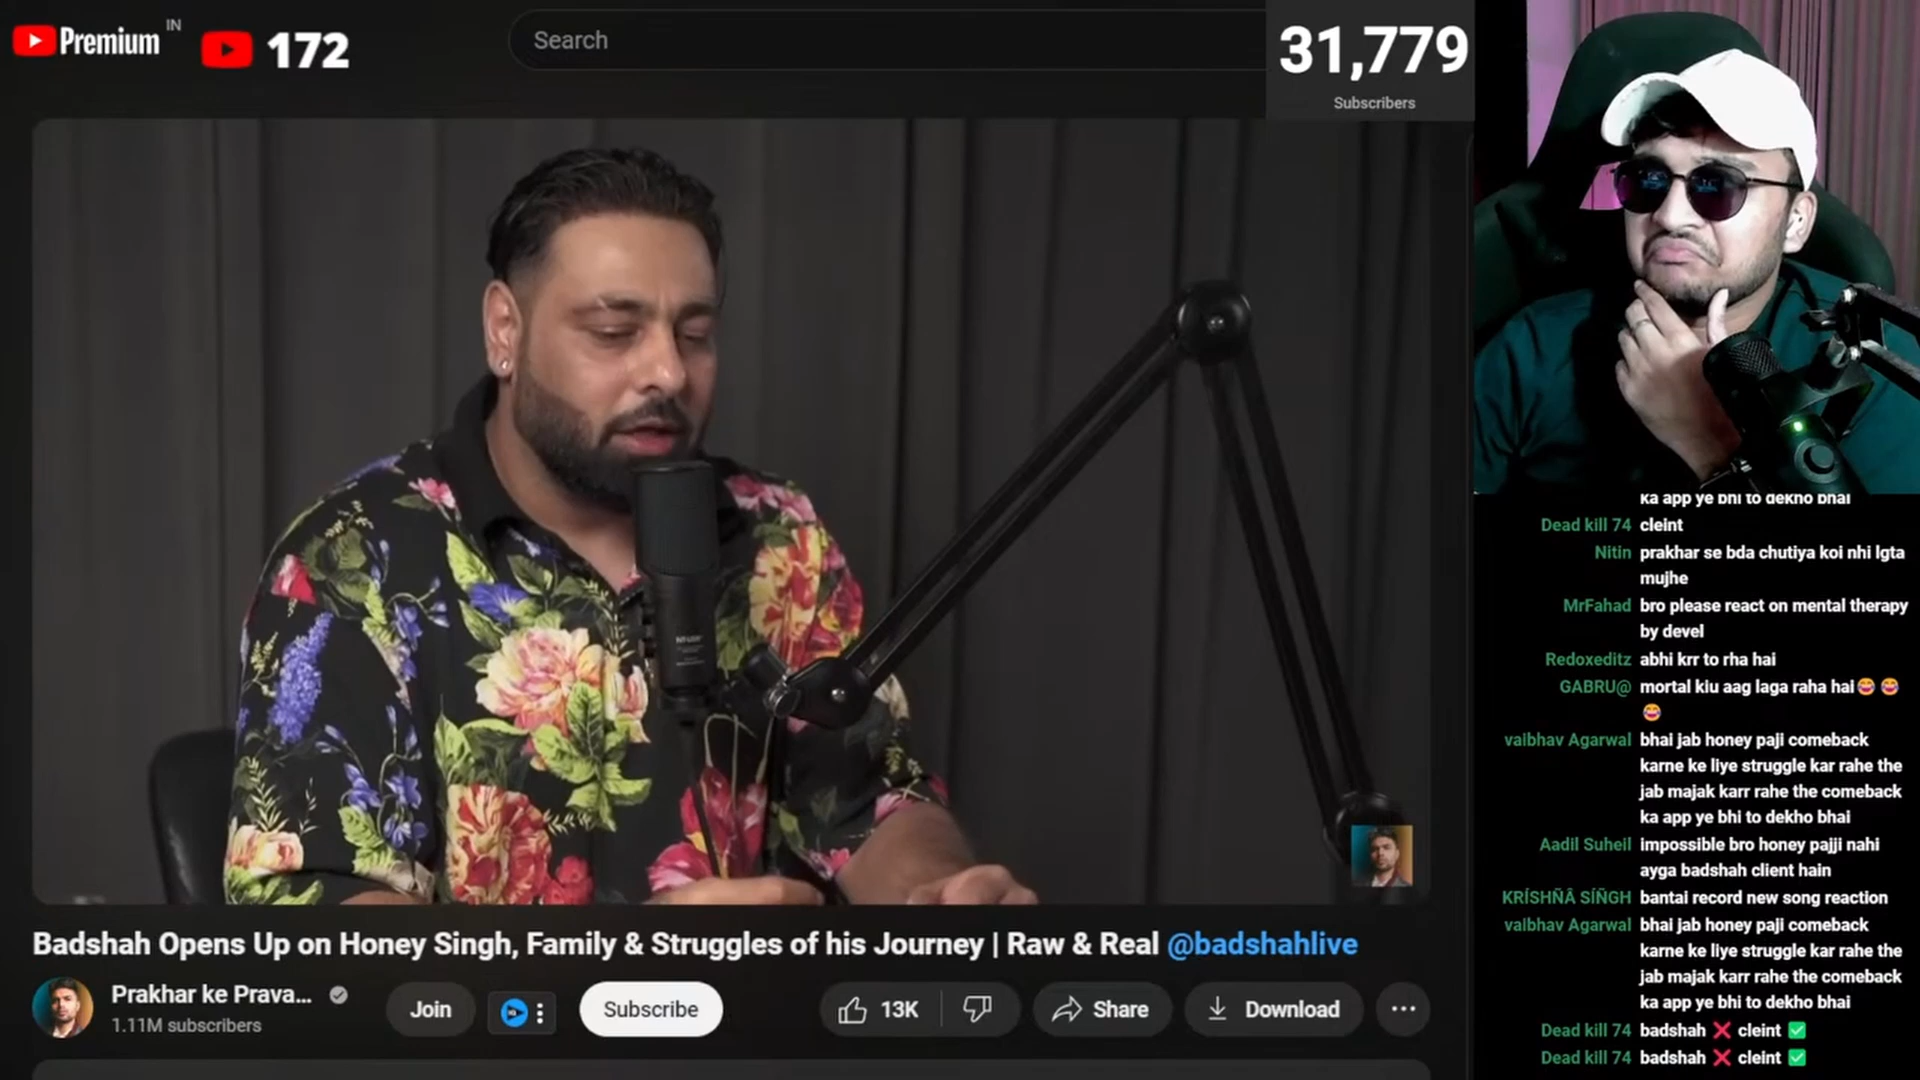 Premium IN
172
Search
31,779
Subscribers
Badshah Opens Up on Honey Singh, Family & Struggles of his Journey | Raw & Real @badshahlive
Prakhar ke Prava...
1.11M subscribers
Join
Subscribe
13K
Share
Download
ka app ye bhi to dekho bhai
Dead kill 74 cleint
Nitin prakhar se bda chutiya koi nhi lgta
mujhe
MrFahad bro please react on mental therapy
by devel
Redoxeditz abhi krr to rha hai
GABRU@ mortal kiu aag laga raha hai😂 😂
😂
vaibhav Agarwal bhai jab honey paji comeback
karne ke liye struggle kar rahe the
jab majak karr rahe the comeback
ka app ye bhi to dekho bhai
Aadil Suheil impossible bro honey pajji nahi
ayga badshah client hain
KRÍSHÑÂ SÍÑGH bantai record new song reaction
vaibhav Agarwal bhai jab honey paji comeback
karne ke liye struggle kar rahe the
jab majak karr rahe the comeback
ka app ye bhi to dekho bhai
Dead kill 74 badshah ❌ cleint ✅
Dead kill 74 badshah ❌ cleint ✅